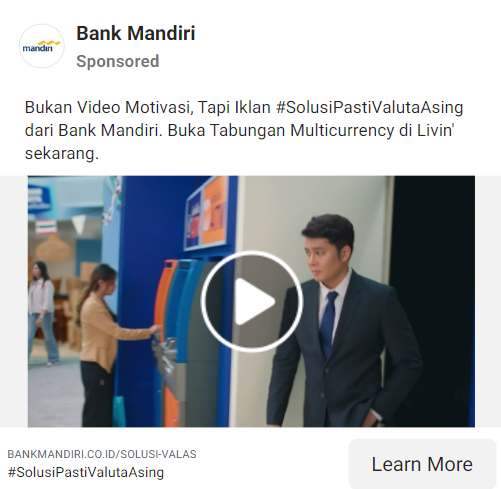 mandiri
Bank Mandiri
Sponsored
Bukan Video Motivasi, Tapi Iklan #SolusiPastiValutaAsing
dari Bank Mandiri. Buka Tabungan Multicurrency di Livin'
sekarang.
BANKMANDIRI.CO.ID/SOLUSI-VALAS
#SolusiPastiValutaAsing
Learn More